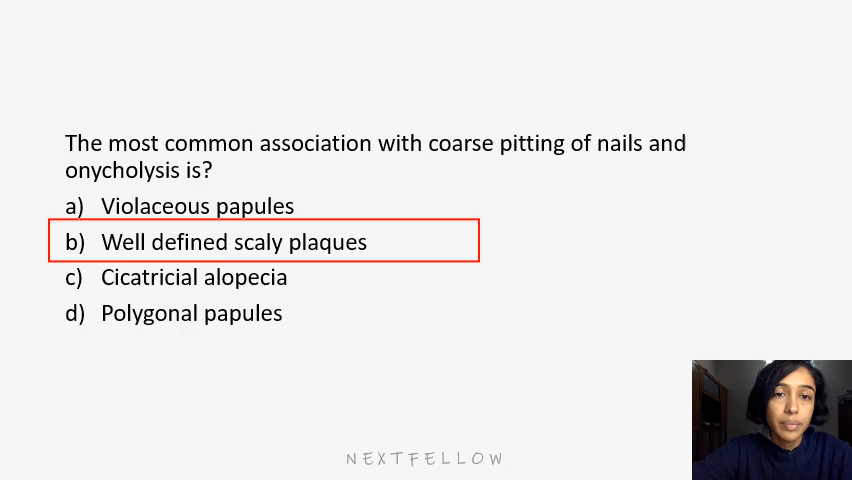 The most common association with coarse pitting of nails and
onycholysis is?
a) Violaceous papules
b) Well defined scaly plaques
c) Cicatricial alopecia
d) Polygonal papules
NEXTFELLOW